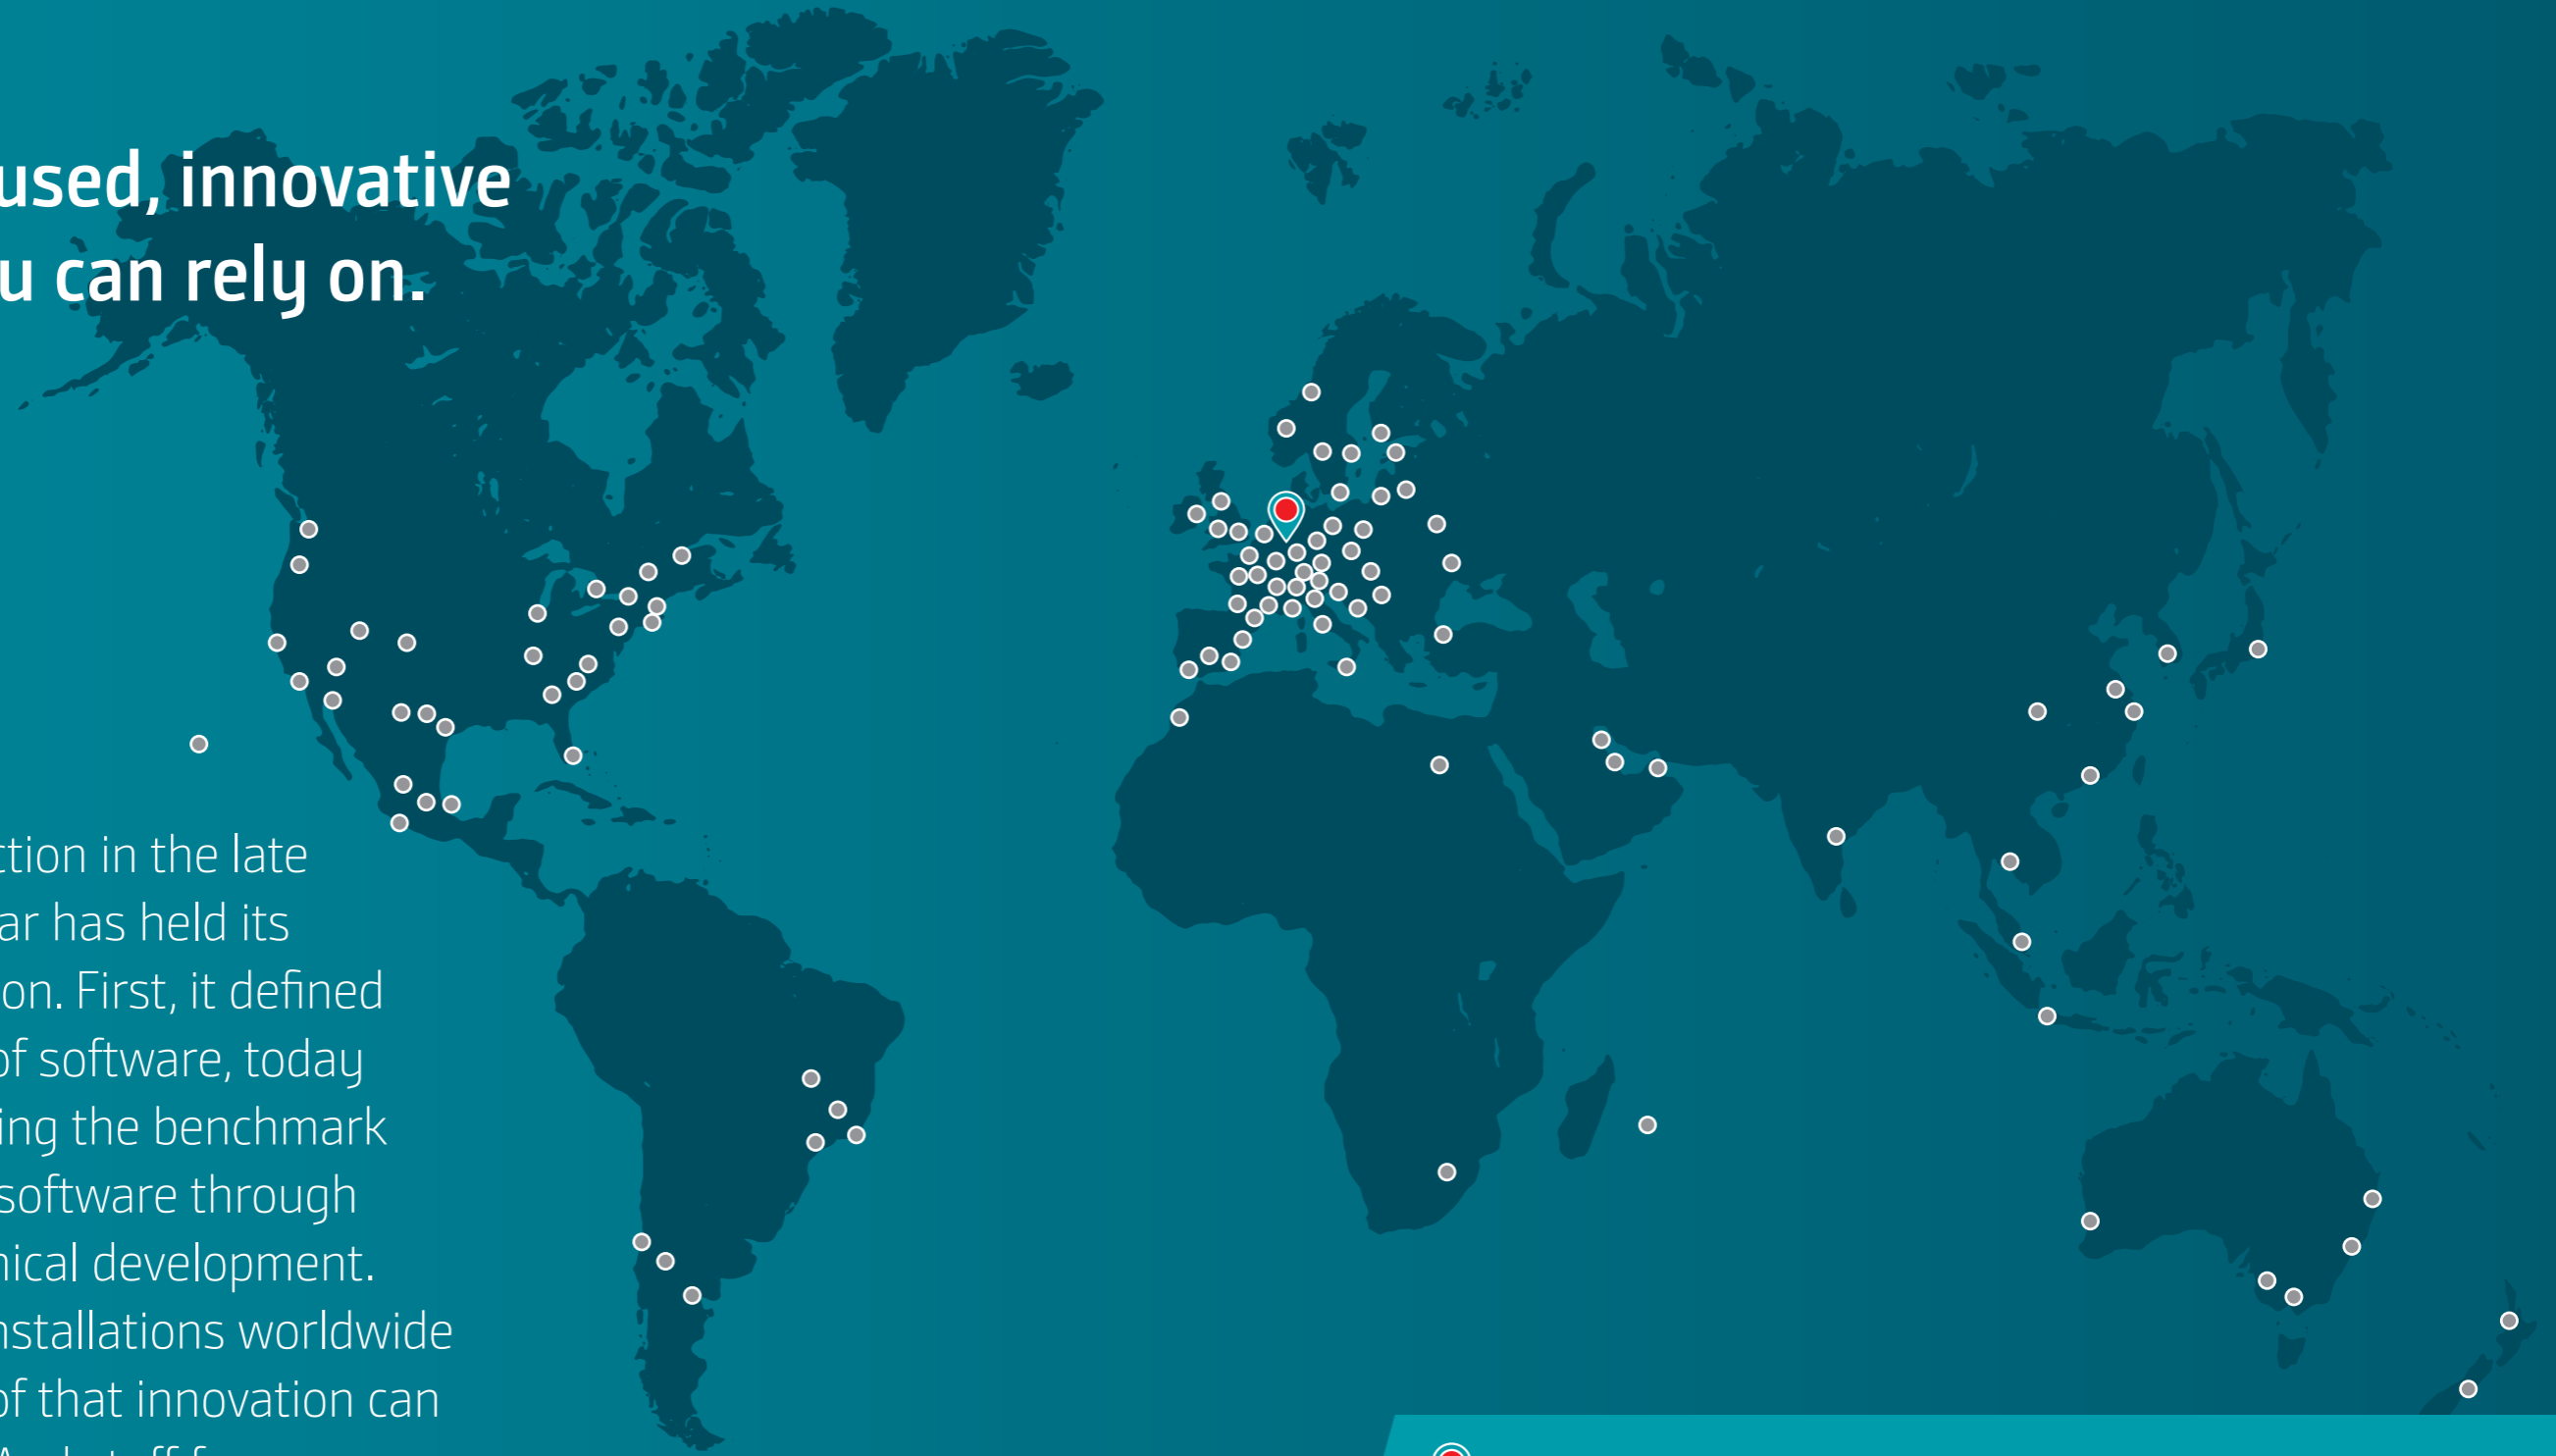 used, innovative
u can rely on.
ction in the late
ar has held its
on. First, it defined
of software, today
ing the benchmark
software through
nical development.
nstallations worldwide
of that innovation can